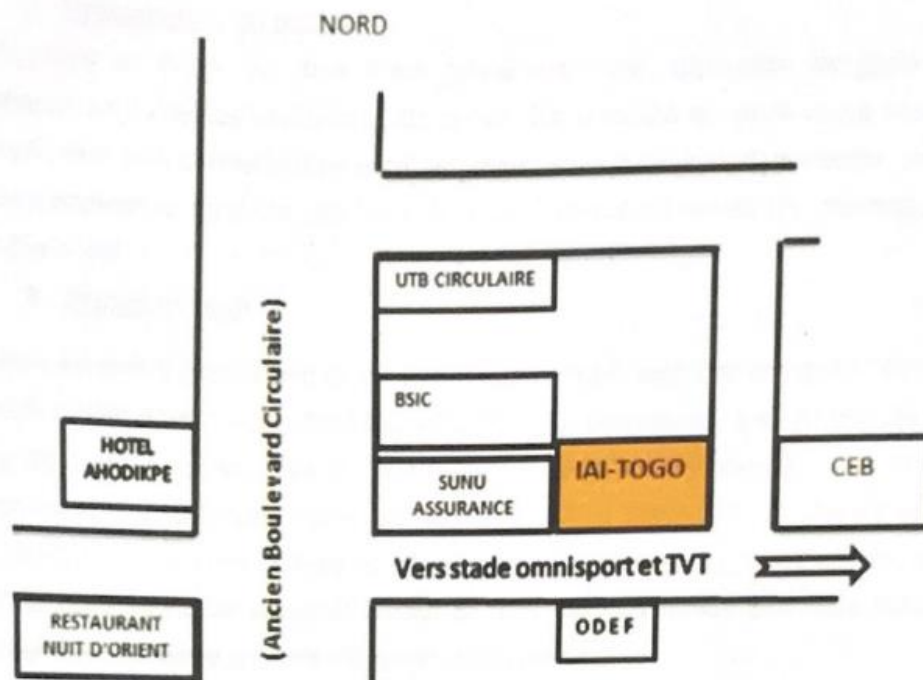 NORD
UTB CIRCULAIRE
BSIC
HOTEL
AHODIKPE
SUNU
ASSURANCE
IAI-TOGO
CEB
(Ancien Boulevard Circulaire)
Vers stade omnisport et TVT
RESTAURANT
NUIT D'ORIENT
ODEF